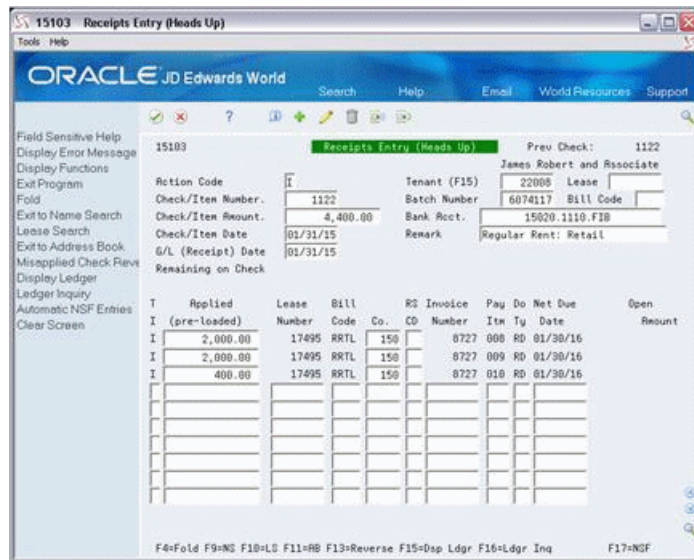 15103 Receipts Entry (Heads Up)
Tools Help
ORACLE JD Edwards World
Search Help Email World Resources Support
Field Sensitive Help
Display Error Message
Display Functions
Exit Program
Fold
Exit to Name Search
Lease Search
Exit to Address Book
Misapplied Check Reve
Display Ledger
Ledger Inquiry
Automatic NSF Entries
Clear Screen
15103 Receipts Entry (Heads Up) Prev Check: 1122
James Robert and Associate
Action Code I Tenant (F15) 22008 Lease
Check/Item Number. 1122 Batch Number 6074117 Bill Code
Check/Item Amount. 4,400.00 Bank Acct. 15020.1110.FIB
Check/Item Date 01/31/15 Remark Regular Rent: Retail
G/L (Receipt) Date 01/31/15
Remaining on Check
T Applied Lease Bill RS Invoice Pay Do Net Due Open
I (pre-loaded) Number Code Co. CD Number Itm Ty Date Amount
I 2,000.00 17495 RRTL 150 8727 008 RD 01/30/16
I 2,000.00 17495 RRTL 150 8727 009 RD 01/30/16
I 400.00 17495 RRTL 150 8727 010 RD 01/30/16
F4=Fold F9=NS F10=LS F11=AB F13=Reverse F15=Dsp Ldgr F16=Ldgr Inq F17=NSF